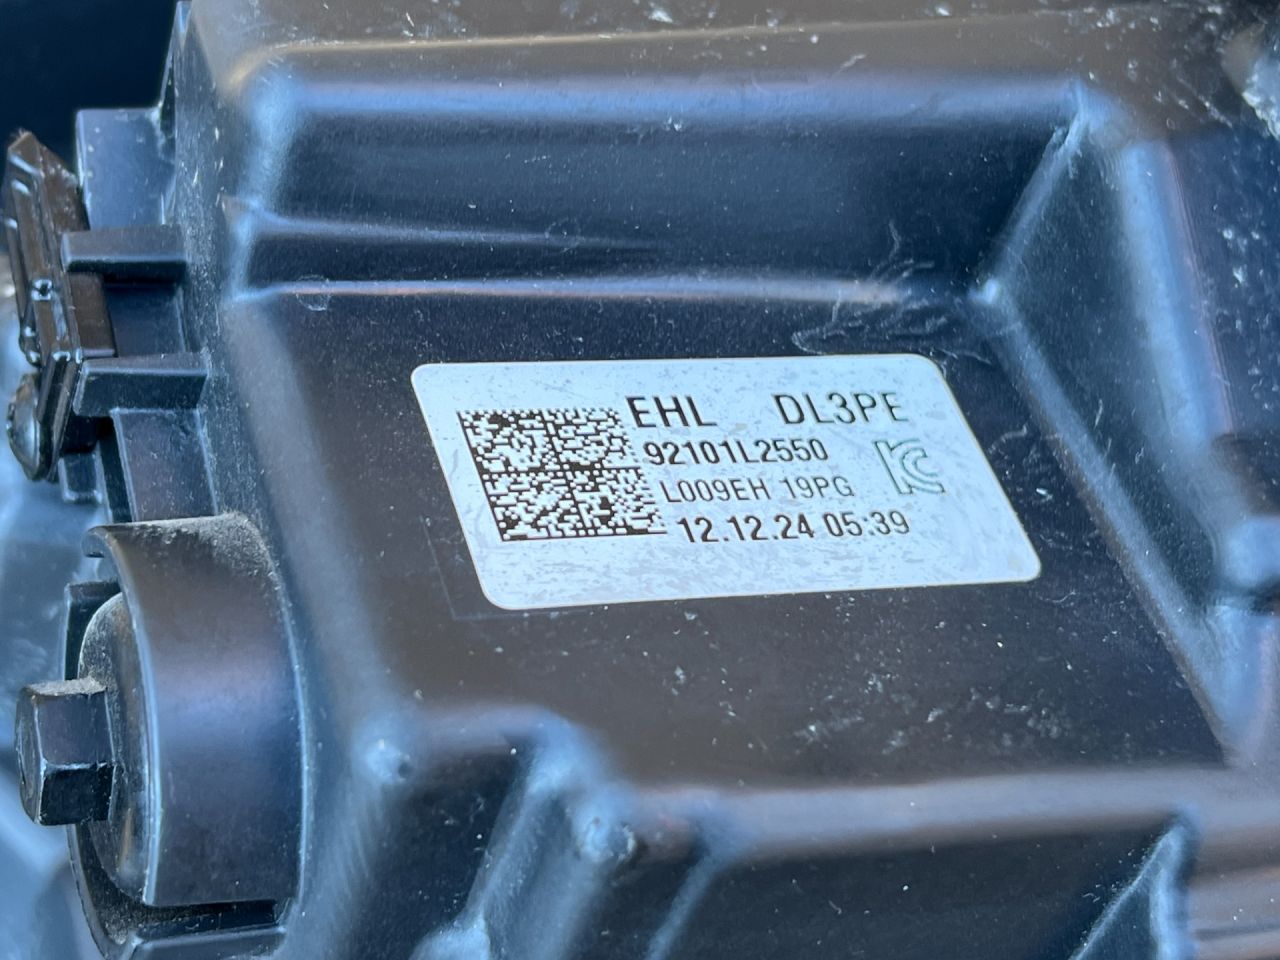 EHL DL3PE
92101L2550
L009EH 19PG
12.12.24 05:39